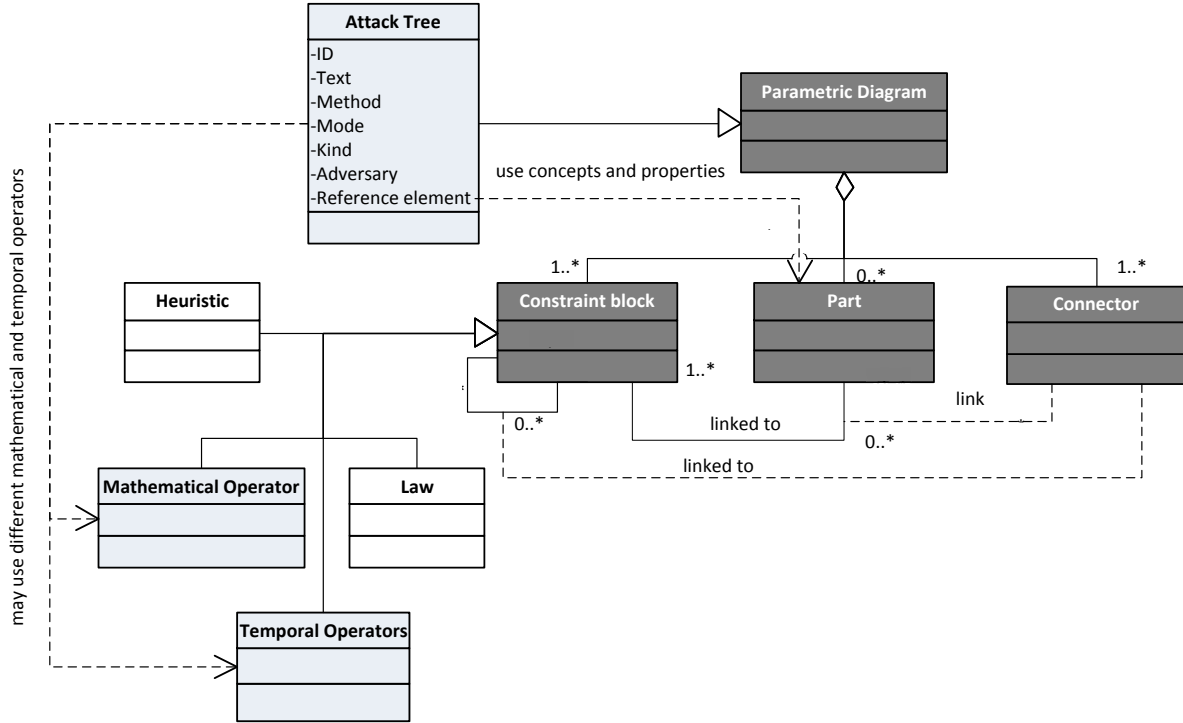 Attack Tree
-ID
-Text
-Method
-Mode
-Kind
-Adversary
-Reference element
Parametric Diagram
use concepts and properties
may use different mathematical and temporal operators
1..*
0..*
1..*
Heuristic
Constraint block
Part
Connector
1..*
0..*
linked to
0..*
link
linked to
Mathematical Operator
Law
Temporal Operators